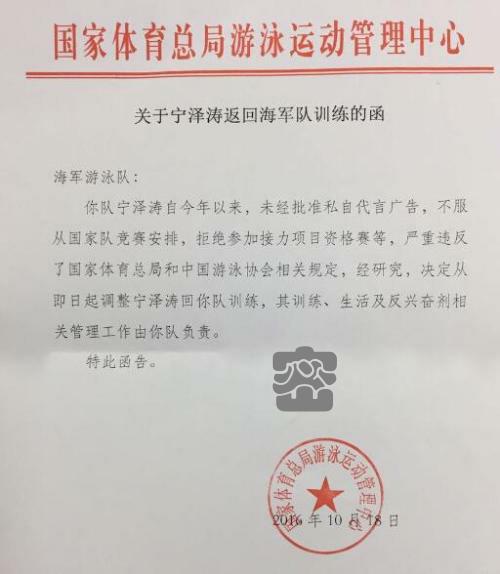 国家体育总局游泳运动管理中心
关于宁泽涛返回海军队训练的函
海军游泳队：
你队宁泽涛自今年以来，未经批准私自代言广告，不服
从国家队竞赛安排，拒绝参加接力项目资格赛等，严重违反
了国家体育总局和中国游泳协会相关规定，经研究，决定从
即日起调整宁泽涛回你队训练，其训练、生活及反兴奋剂相
关管理工作由你队负责。
特此函告。
国家体育总局游泳运动管理中心
2016年10月18日